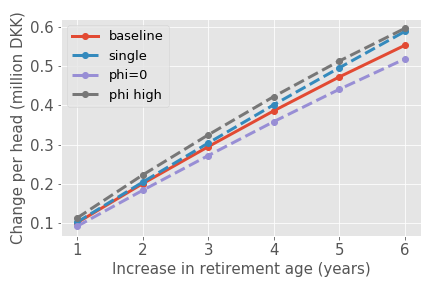 Change per head (million DKK)
0.6
0.5
0.4
0.3
0.2
0.1
baseline
single
phi=0
phi high
1 2 3 4 5 6
Increase in retirement age (years)